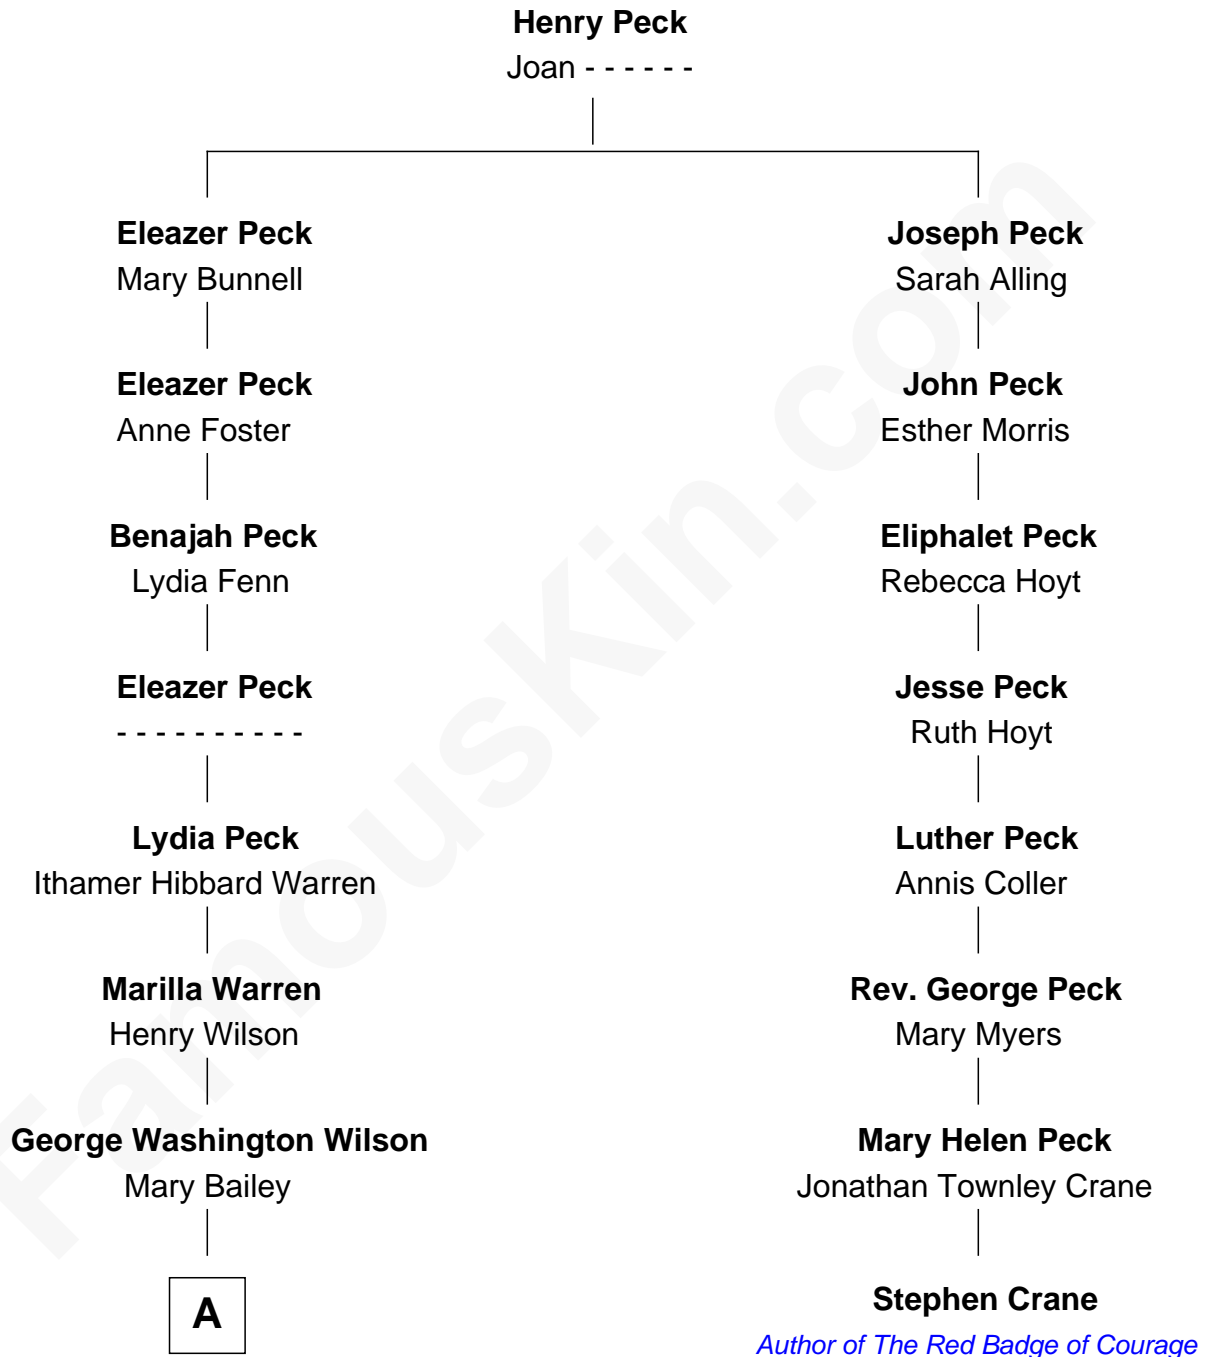 Henry Peck
Joan - - - - - -
Eleazer Peck
Mary Bunnell
Joseph Peck
Sarah Alling
Eleazer Peck
Anne Foster
John Peck
Esther Morris
Benajah Peck
Lydia Fenn
Eliphalet Peck
Rebecca Hoyt
Eleazer Peck
- - - - - - - - - -
Jesse Peck
Ruth Hoyt
Lydia Peck
Ithamer Hibbard Warren
Luther Peck
Annis Coller
Marilla Warren
Henry Wilson
Rev. George Peck
Mary Myers
George Washington Wilson
Mary Bailey
Mary Helen Peck
Jonathan Townley Crane
A
Stephen Crane
Author of The Red Badge of Courage
FamousKin.com